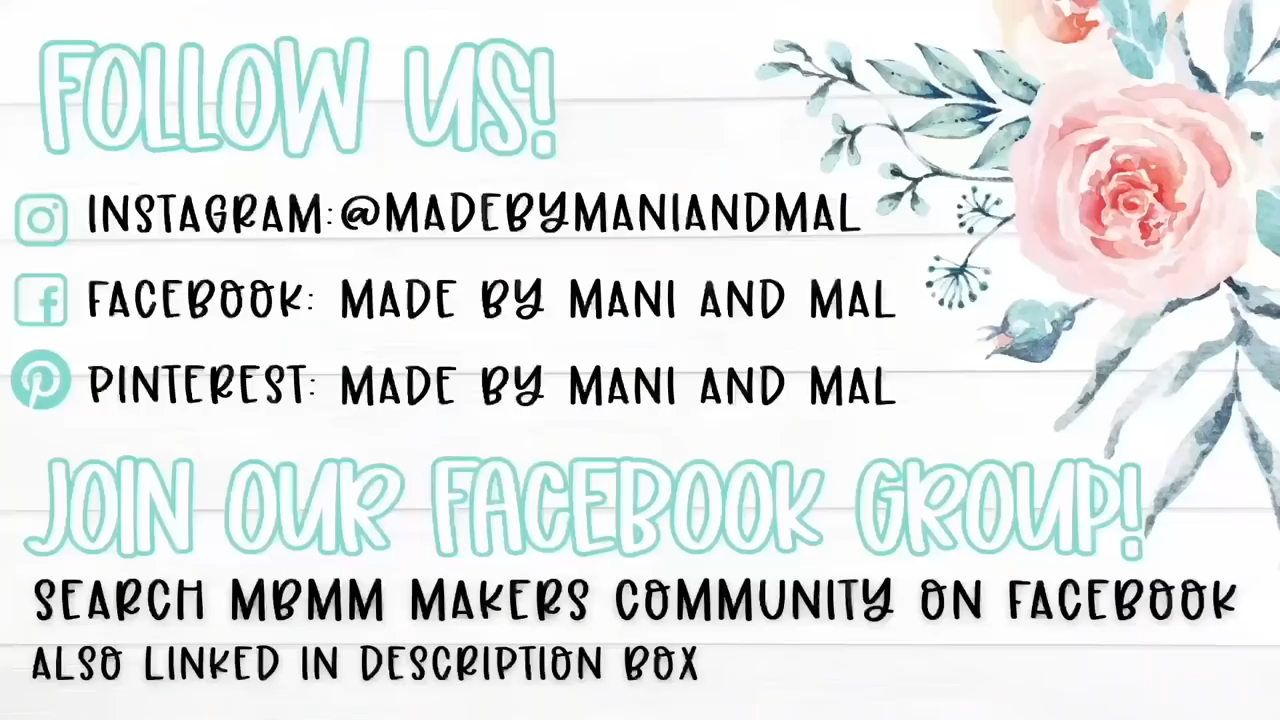 FOLLOW US!
INSTAGRAM:@MADEBYMANIANDMAL
FACEBOOK: MADE BY MANI AND MAL
PINTEREST: MADE BY MANI AND MAL
JOIN OUR FACEBOOK GROUP!
SEARCH MBMM MAKERS COMMUNITY ON FACEBOOK
ALSO LINKED IN DESCRIPTION BOX